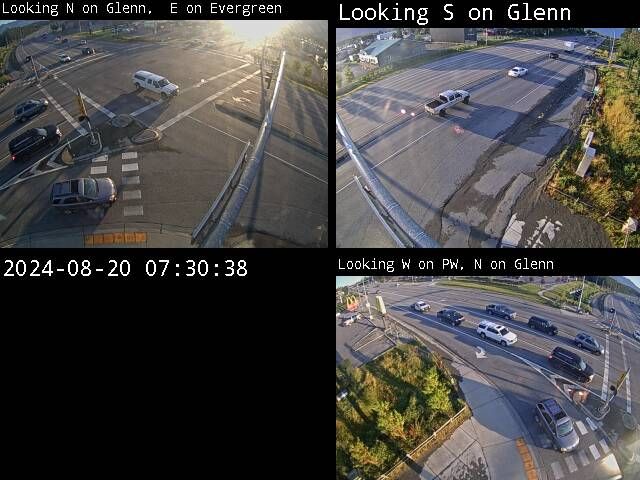 Looking N on Glenn,  E on Evergreen
Looking S on Glenn
2024-08-20 07:30:38
Looking W on PW, N on Glenn